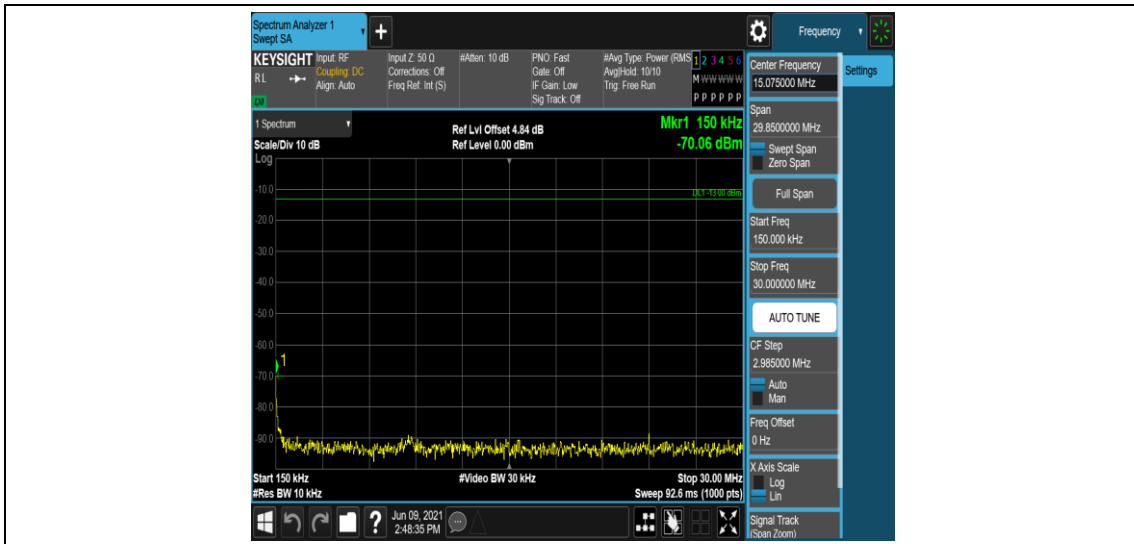 Spectrum Analyzer 1
Swept SA
+
Frequency
KEYSIGHT
RL
LXI
Input: RF
Coupling: DC
Align: Auto
Input Z: 50 Ω
Corrections: Off
Freq Ref: Int (S)
#Atten: 10 dB
PNO: Fast
Gate: Off
IF Gain: Low
Sig Track: Off
#Avg Type: Power (RMS
Avg|Hold: 10/10
Trig: Free Run
1 2 3 4 5 6
M W W W W W
P P P P P P
1 Spectrum
Scale/Div 10 dB
Log
Ref Lvl Offset 4.84 dB
Ref Level 0.00 dBm
Mkr1 150 kHz
-70.06 dBm
DL1 -13.00 dBm
-10.0
-20.0
-30.0
-40.0
-50.0
-60.0
1
-70.0
-80.0
-90.0
Start 150 kHz
#Video BW 30 kHz
Stop 30.00 MHz
#Res BW 10 kHz
Sweep 92.6 ms (1000 pts)
Center Frequency
15.075000 MHz
Settings
Span
29.8500000 MHz
Swept Span
Zero Span
Full Span
Start Freq
150.000 kHz
Stop Freq
30.000000 MHz
AUTO TUNE
CF Step
2.985000 MHz
Auto
Man
Freq Offset
0 Hz
X Axis Scale
Log
Lin
Signal Track
(Span Zoom)
?
Jun 09, 2021
2:48:35 PM